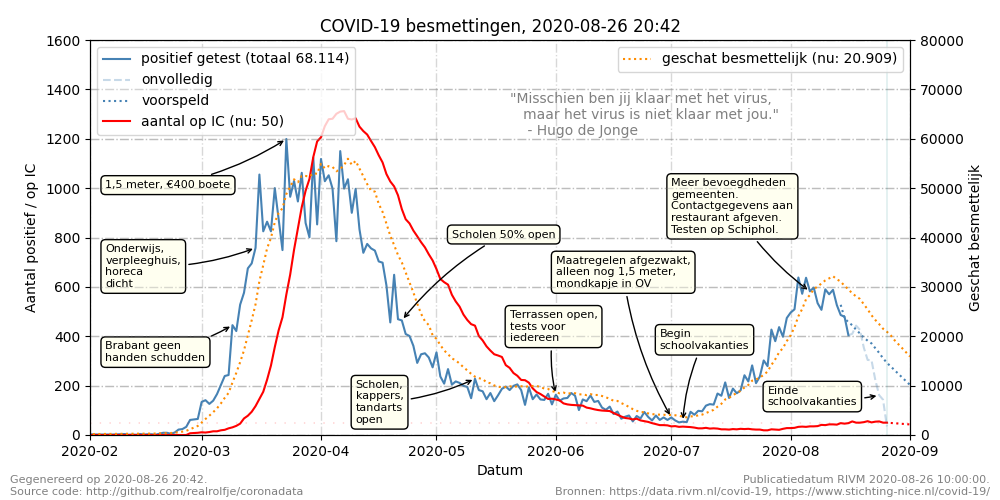 COVID-19 besmettingen, 2020-08-26 20:42
1600
1400
1200
1000
800
600
400
200
0
Aantal positief / op IC
80000
70000
60000
50000
40000
30000
20000
10000
0
Geschat besmettelijk
positief getest (totaal 68.114)
onvolledig
voorspeld
aantal op IC (nu: 50)
geschat besmettelijk (nu: 20.909)
"Misschien ben jij klaar met het virus,
maar het virus is niet klaar met jou."
- Hugo de Jonge
1,5 meter, €400 boete
Onderwijs,
verpleeghuis,
horeca
dicht
Brabant geen
handen schudden
Scholen 50% open
Scholen,
kappers,
tandarts
open
Terrassen open,
tests voor
iedereen
Maatregelen afgezwakt,
alleen nog 1,5 meter,
mondkapje in OV
Meer bevoegdheden
gemeenten.
Contactgegevens aan
restaurant afgeven.
Testen op Schiphol.
Begin
schoolvakanties
Einde
schoolvakanties
2020-02
2020-03
2020-04
2020-05
2020-06
2020-07
2020-08
2020-09
Datum
Gegenereerd op 2020-08-26 20:42.
Source code: http://github.com/realrolfje/coronadata
Publicatiedatum RIVM 2020-08-26 10:00:00.
Bronnen: https://data.rivm.nl/covid-19, https://www.stichting-nice.nl/covid-19/